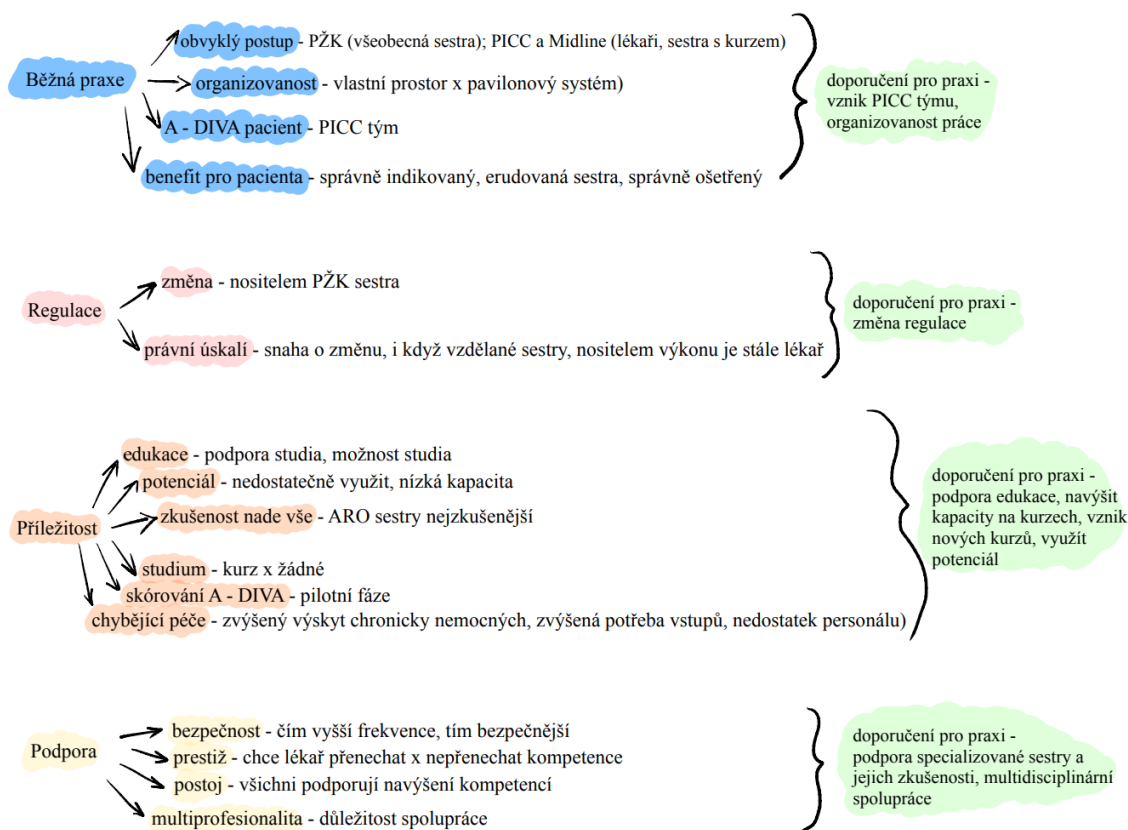 Běžná praxe
obvyklý postup - PŽK (všeobecná sestra); PICC a Midline (lékaři, sestra s kurzem)
organizovanost - vlastní prostor x pavilonový systém)
A - DIVA pacient - PICC tým
benefit pro pacienta - správně indikovaný, erudovaná sestra, správně ošetřený
doporučení pro praxi -
vznik PICC týmu,
organizovanost práce
Regulace
změna - nositelem PŽK sestra
právní úskalí - snaha o změnu, i když vzdělané sestry, nositelem výkonu je stále lékař
doporučení pro praxi -
změna regulace
Příležitost
edukace - podpora studia, možnost studia
potenciál - nedostatečně využit, nízká kapacita
zkušenost nade vše - ARO sestry nejzkušenější
studium - kurz x žádné
skórování A - DIVA - pilotní fáze
chybějící péče - zvýšený výskyt chronicky nemocných, zvýšená potřeba vstupů, nedostatek personálu)
doporučení pro praxi -
podpora edukace, navýšit
kapacity na kurzech, vznik
nových kurzů, využít
potenciál
Podpora
bezpečnost - čím vyšší frekvence, tím bezpečnější
prestiž - chce lékař přenechat x nepřenechat kompetence
postoj - všichni podporují navýšení kompetencí
multiprofesionalita - důležitost spolupráce
doporučení pro praxi -
podpora specializované sestry a
jejich zkušenosti, multidisciplinární
spolupráce